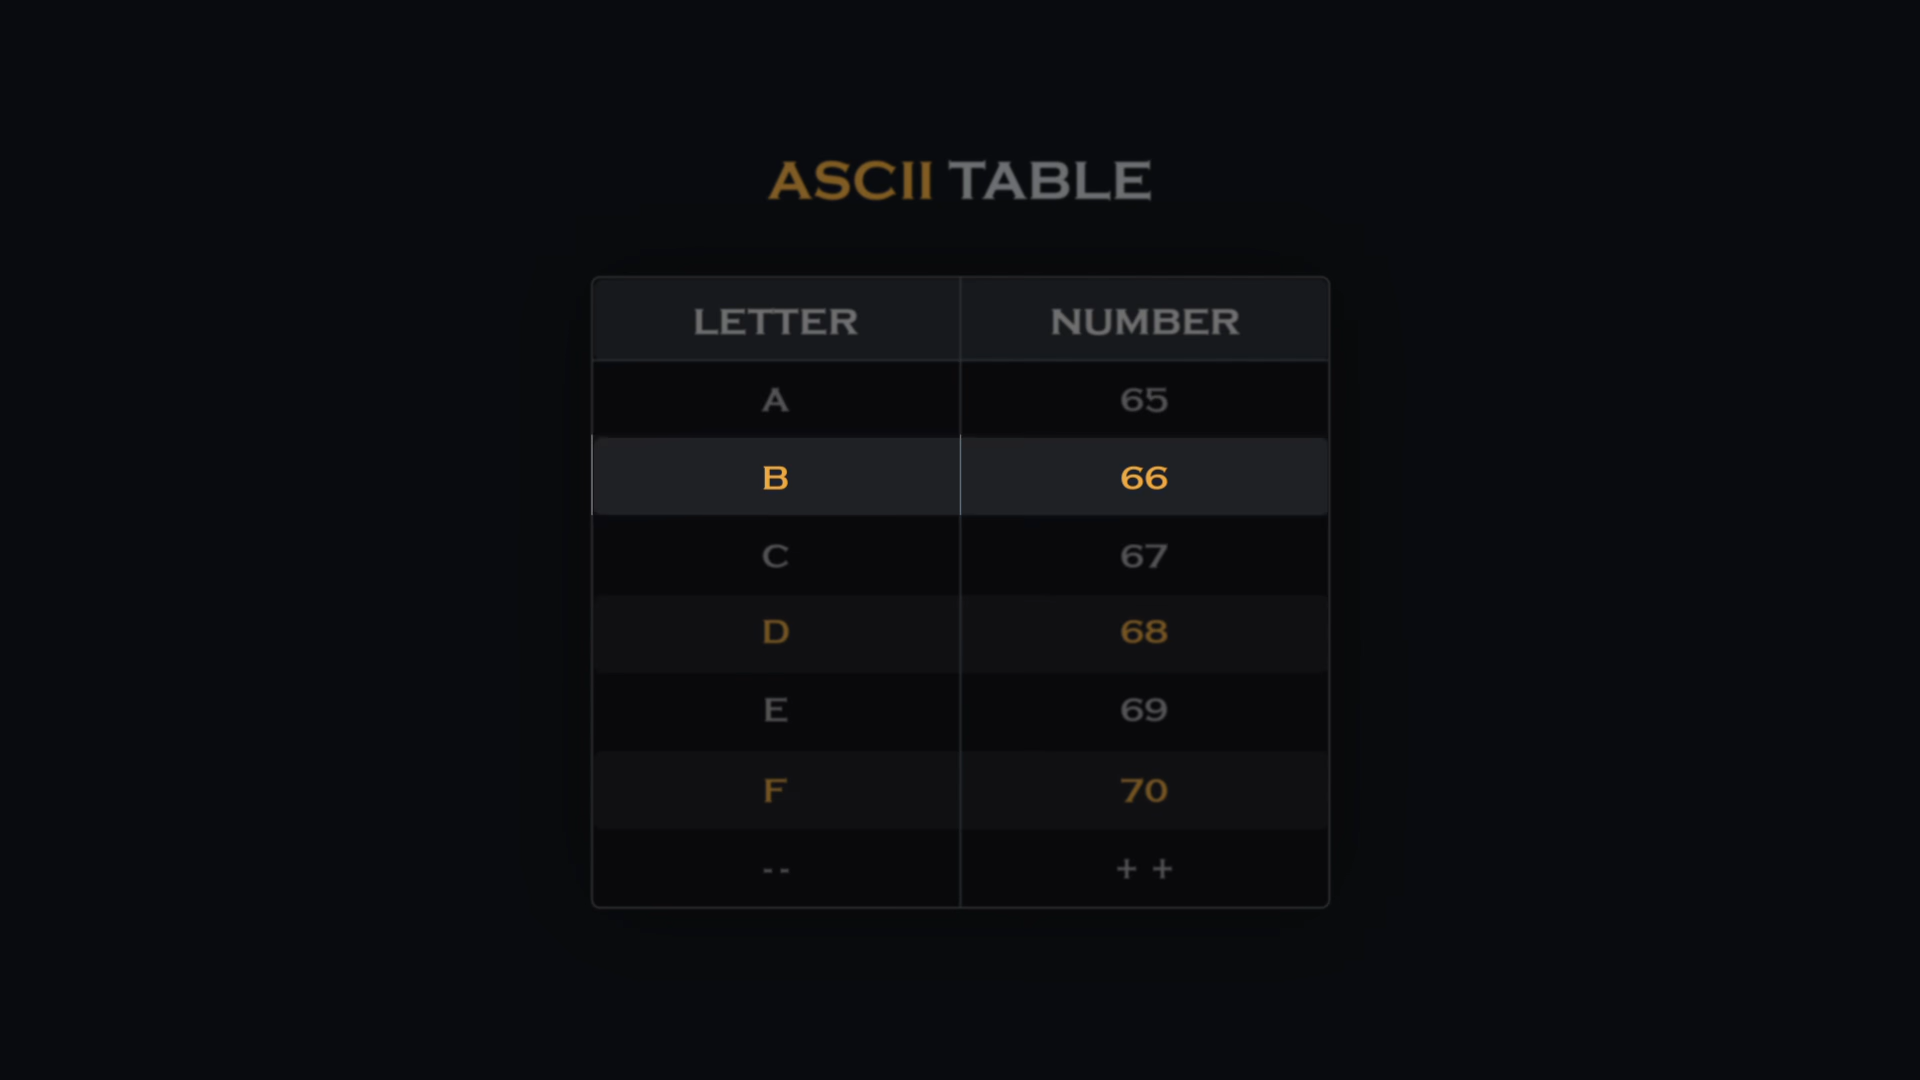 ASCII TABLE
LETTER NUMBER
A 65
B 66
C 67
D 68
E 69
F 70
-- + +